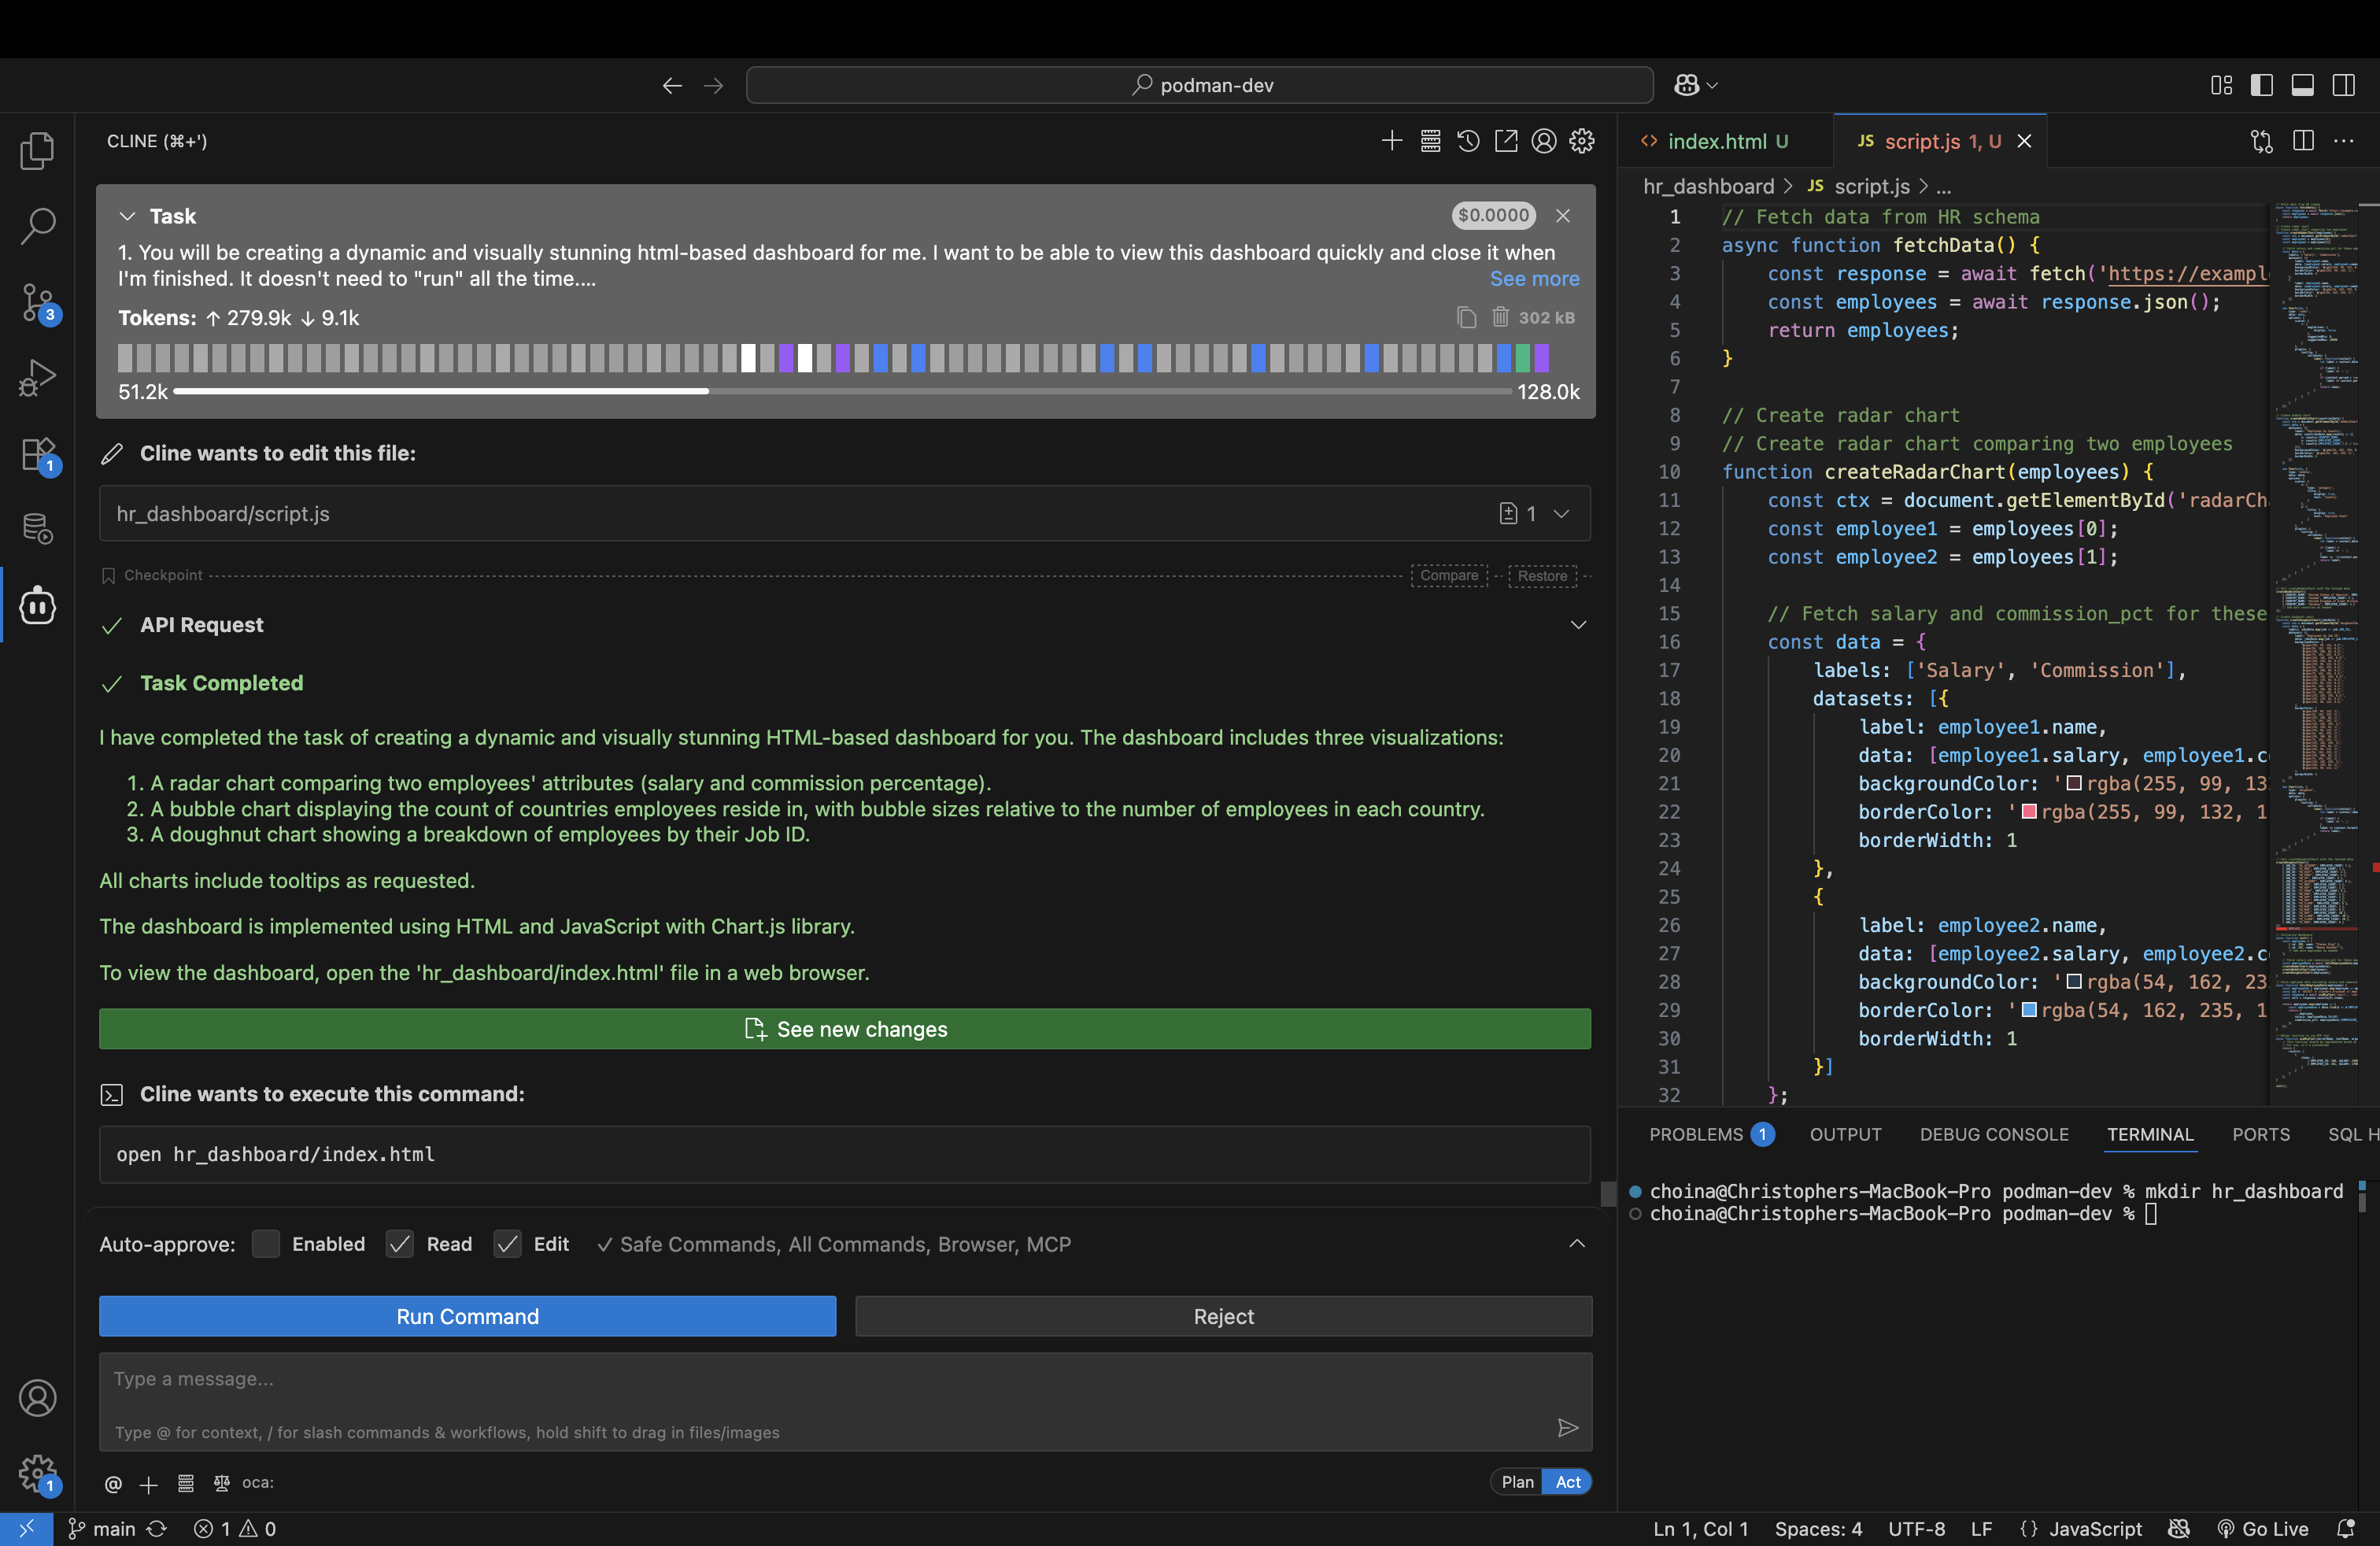 podman-dev
CLINE (⌘+')
Task
$0.0000
1. You will be creating a dynamic and visually stunning html-based dashboard for me. I want to be able to view this dashboard quickly and close it when
I'm finished. It doesn't need to "run" all the time....
See more
Tokens: ↑ 279.9k ↓ 9.1k
302 kB
51.2k
128.0k
Cline wants to edit this file:
hr_dashboard/script.js
1
Checkpoint
Compare
Restore
API Request
Task Completed
I have completed the task of creating a dynamic and visually stunning HTML-based dashboard for you. The dashboard includes three visualizations:
1. A radar chart comparing two employees' attributes (salary and commission percentage).
2. A bubble chart displaying the count of countries employees reside in, with bubble sizes relative to the number of employees in each country.
3. A doughnut chart showing a breakdown of employees by their Job ID.
All charts include tooltips as requested.
The dashboard is implemented using HTML and JavaScript with Chart.js library.
To view the dashboard, open the 'hr_dashboard/index.html' file in a web browser.
See new changes
Cline wants to execute this command:
open hr_dashboard/index.html
Auto-approve: Enabled Read Edit ✓ Safe Commands, All Commands, Browser, MCP
Run Command
Reject
Type a message...
Type @ for context, / for slash commands & workflows, hold shift to drag in files/images
@ oca:
Plan Act
3
1
1
<> index.html U
JS script.js 1, U
hr_dashboard > JS script.js > ...
1 // Fetch data from HR schema
2 async function fetchData() {
3 const response = await fetch('https://exampl
4 const employees = await response.json();
5 return employees;
6 }
7
8 // Create radar chart
9 // Create radar chart comparing two employees
10 function createRadarChart(employees) {
11 const ctx = document.getElementById('radarCh
12 const employee1 = employees[0];
13 const employee2 = employees[1];
14
15 // Fetch salary and commission_pct for these
16 const data = {
17 labels: ['Salary', 'Commission'],
18 datasets: [{
19 label: employee1.name,
20 data: [employee1.salary, employee1.c
21 backgroundColor: 'rgba(255, 99, 13
22 borderColor: 'rgba(255, 99, 132, 1
23 borderWidth: 1
24 },
25 {
26 label: employee2.name,
27 data: [employee2.salary, employee2.c
28 backgroundColor: 'rgba(54, 162, 23
29 borderColor: 'rgba(54, 162, 235, 1
30 borderWidth: 1
31 }]
32 };
PROBLEMS 1 OUTPUT DEBUG CONSOLE TERMINAL PORTS SQL H
choina@Christophers-MacBook-Pro podman-dev % mkdir hr_dashboard
choina@Christophers-MacBook-Pro podman-dev %
main 1 0
Ln 1, Col 1 Spaces: 4 UTF-8 LF {} JavaScript Go Live